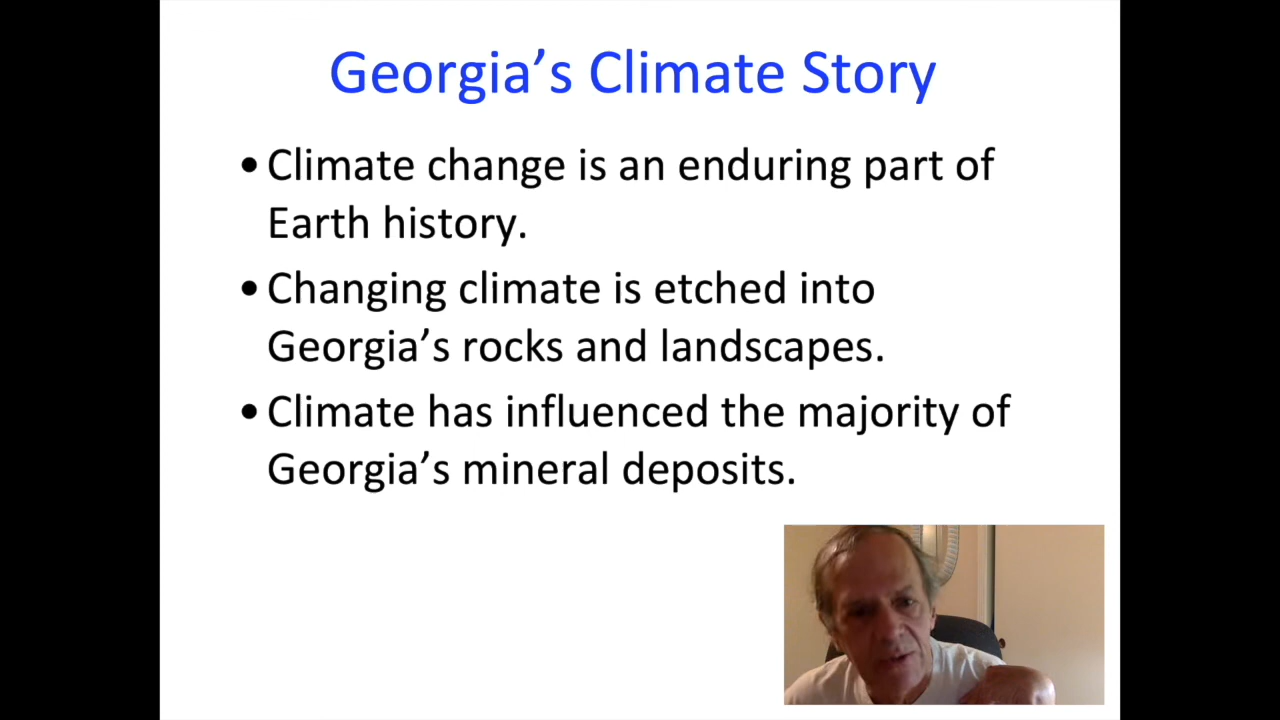 Georgia’s Climate Story
•Climate change is an enduring part of
Earth history.
•Changing climate is etched into
Georgia’s rocks and landscapes.
•Climate has influenced the majority of
Georgia’s mineral deposits.